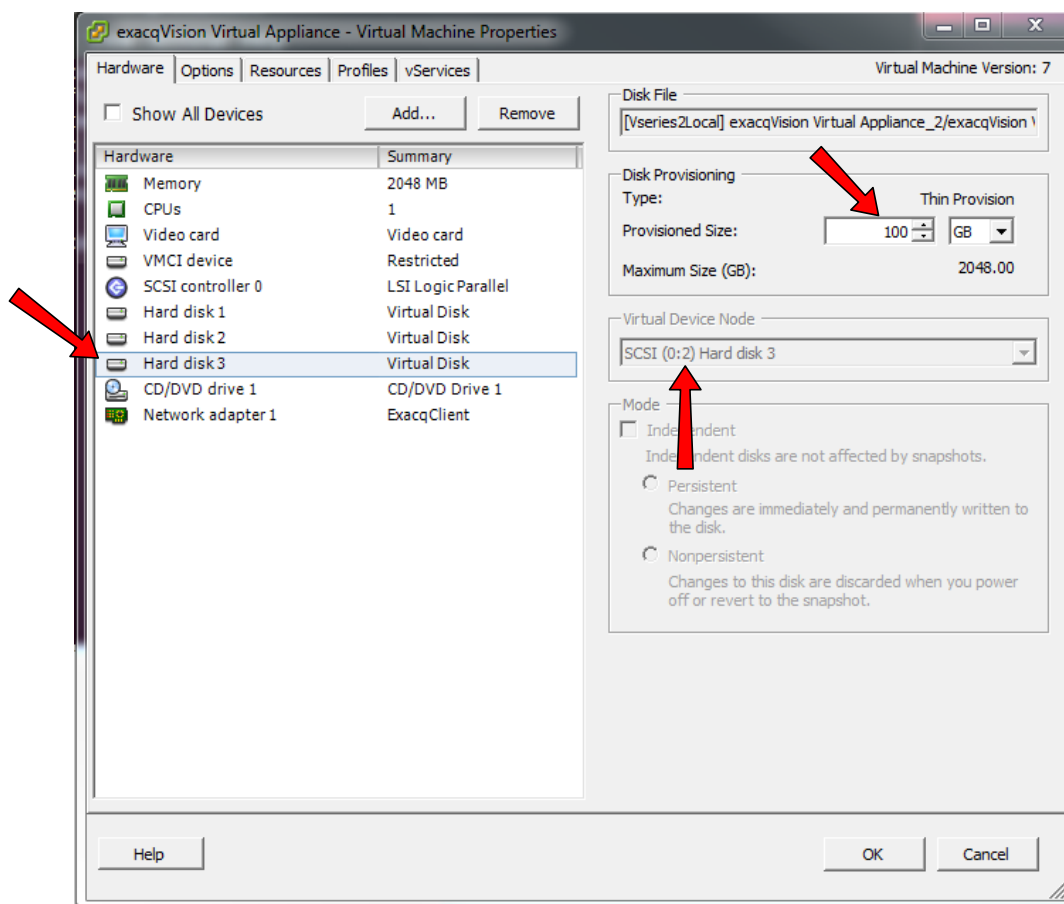 exacqVision Virtual Appliance - Virtual Machine Properties
Hardware Options Resources Profiles vServices Virtual Machine Version: 7
Show All Devices Add... Remove
Hardware Summary
Memory 2048 MB
CPUs 1
Video card Video card
VMCI device Restricted
SCSI controller 0 LSI Logic Parallel
Hard disk 1 Virtual Disk
Hard disk 2 Virtual Disk
Hard disk 3 Virtual Disk
CD/DVD drive 1 CD/DVD Drive 1
Network adapter 1 ExacqClient
Disk File
[Vseries2Local] exacqVision Virtual Appliance_2/exacqVision
Disk Provisioning
Type: Thin Provision
Provisioned Size: 100 GB
Maximum Size (GB): 2048.00
Virtual Device Node
SCSI (0:2) Hard disk 3
Mode
Independent
Independent disks are not affected by snapshots.
Persistent
Changes are immediately and permanently written to
the disk.
Nonpersistent
Changes to this disk are discarded when you power
off or revert to the snapshot.
Help OK Cancel